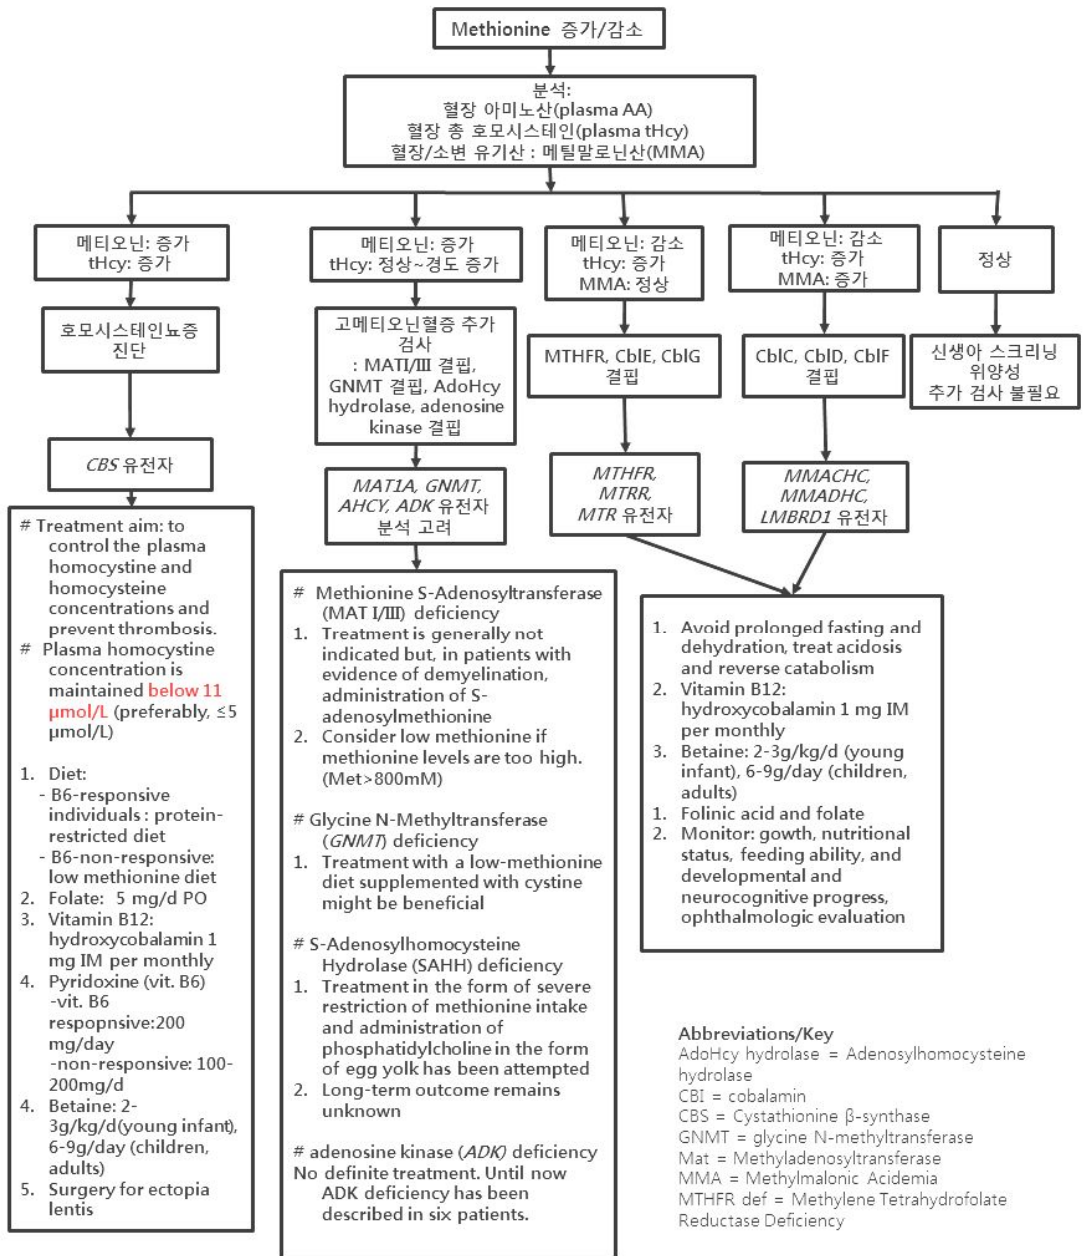 Methionine 증가/감소
분석:
혈장 아미노산(plasma AA)
혈장 총 호모시스테인(plasma tHcy)
혈장/소변 유기산 : 메틸말로닌산(MMA)
메티오닌: 증가
tHcy: 증가
메티오닌: 증가
tHcy: 정상~경도 증가
메티오닌: 감소
tHcy: 증가
MMA: 정상
메티오닌: 감소
tHcy: 증가
MMA: 증가
정상
호모시스테인뇨증
진단
고메티오닌혈증 추가
검사
: MATI/III 결핍,
GNMT 결핍, AdoHcy
hydrolase, adenosine
kinase 결핍
MTHFR, CblE, CblG
결핍
CblC, CblD, CblF
결핍
신생아 스크리닝
위양성
추가 검사 불필요
CBS 유전자
MAT1A, GNMT,
AHCY, ADK 유전자
분석 고려
MTHFR,
MTRR,
MTR 유전자
MMACHC,
MMADHC,
LMBRD1 유전자
# Treatment aim: to
control the plasma
homocystine and
homocysteine
concentrations and
prevent thrombosis.
# Plasma homocystine
concentration is
maintained below 11
μmol/L (preferably, ≤5
μmol/L)
1. Diet:
- B6-responsive
individuals : protein-
restricted diet
- B6-non-responsive:
low methionine diet
2. Folate: 5 mg/d PO
3. Vitamin B12:
hydroxycobalamin 1
mg IM per monthly
4. Pyridoxine (vit. B6)
-vit. B6
respopnsive:200
mg/day
-non-responsive: 100-
200mg/d
4. Betaine: 2-
3g/kg/d(young infant),
6-9g/day (children,
adults)
5. Surgery for ectopia
lentis
# Methionine S-Adenosyltransferase
(MAT I/III) deficiency
1. Treatment is generally not
indicated but, in patients with
evidence of demyelination,
administration of S-
adenosylmethionine
2. Consider low methionine if
methionine levels are too high.
(Met>800mM)
# Glycine N-Methyltransferase
(GNMT) deficiency
1. Treatment with a low-methionine
diet supplemented with cystine
might be beneficial
# S-Adenosylhomocysteine
Hydrolase (SAHH) deficiency
1. Treatment in the form of severe
restriction of methionine intake
and administration of
phosphatidylcholine in the form
of egg yolk has been attempted
2. Long-term outcome remains
unknown
# adenosine kinase (ADK) deficiency
No definite treatment. Until now
ADK deficiency has been
described in six patients.
1. Avoid prolonged fasting and
dehydration, treat acidosis
and reverse catabolism
2. Vitamin B12:
hydroxycobalamin 1 mg IM
per monthly
3. Betaine: 2-3g/kg/d (young
infant), 6-9g/day (children,
adults)
1. Folinic acid and folate
2. Monitor: gowth, nutritional
status, feeding ability, and
developmental and
neurocognitive progress,
ophthalmologic evaluation
Abbreviations/Key
AdoHcy hydrolase = Adenosylhomocysteine
hydrolase
CBI = cobalamin
CBS = Cystathionine β-synthase
GNMT = glycine N-methyltransferase
Mat = Methyladenosyltransferase
MMA = Methylmalonic Acidemia
MTHFR def = Methylene Tetrahydrofolate
Reductase Deficiency